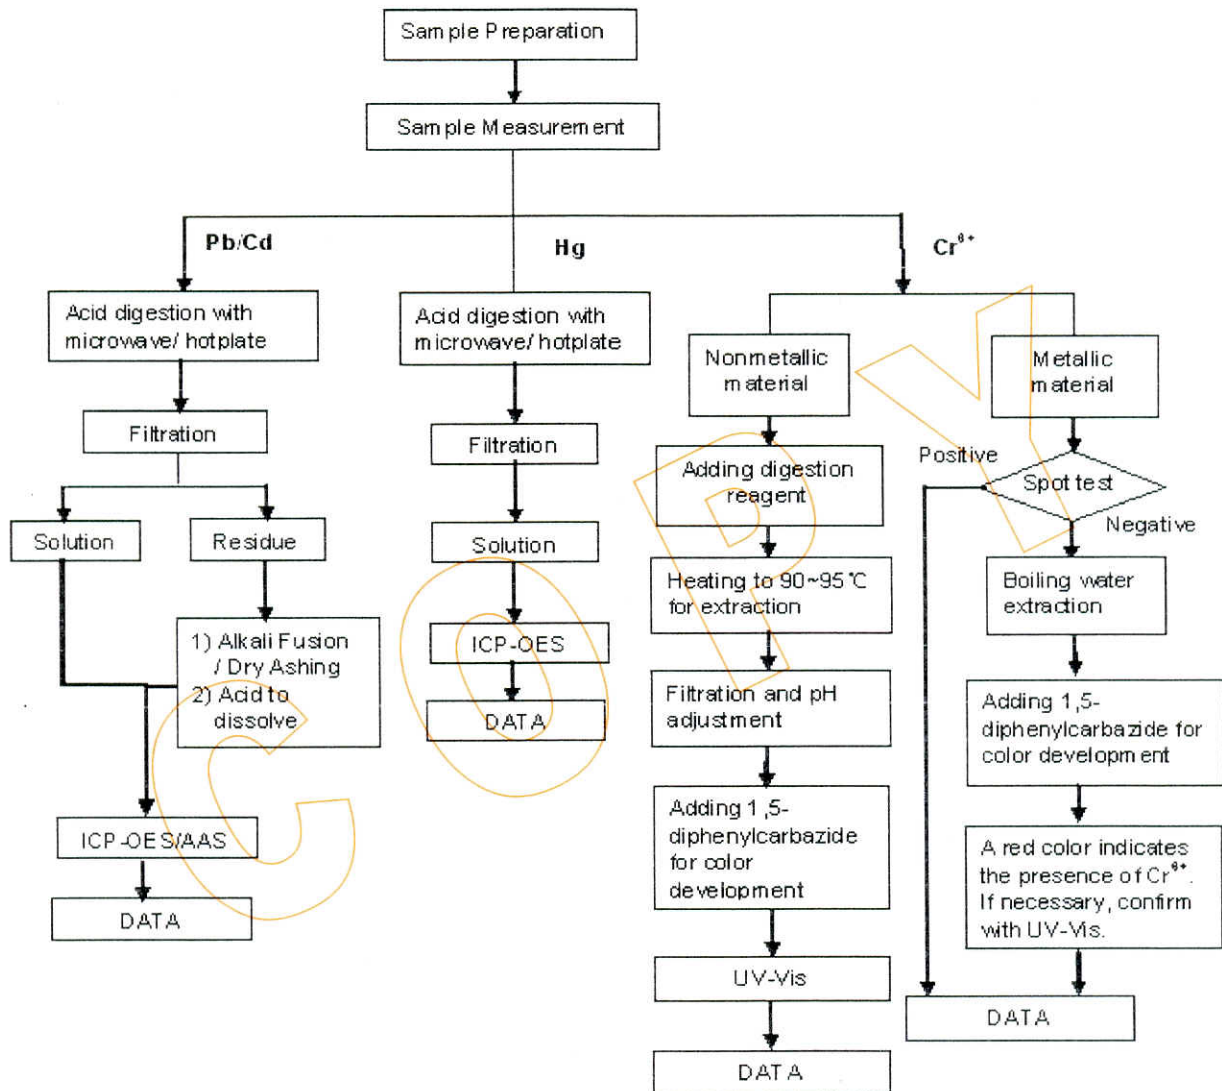 Sample Preparation
Sample Measurement
Pb/Cd
Hg
Cr⁶⁺
Acid digestion with
microwave/ hotplate
Filtration
Solution
Residue
1) Alkali Fusion
/ Dry Ashing
2) Acid to
dissolve
ICP-OES/AAS
DATA
Acid digestion with
microwave/ hotplate
Filtration
Solution
ICP-OES
DATA
Nonmetallic
material
Adding digestion
reagent
Heating to 90~95℃
for extraction
Filtration and pH
adjustment
Adding 1,5-
diphenylcarbazide
for color
development
UV-Vis
DATA
Metallic
material
Positive
Spot test
Negative
Boiling water
extraction
Adding 1,5-
diphenylcarbazide for
color development
A red color indicates
the presence of Cr⁶⁺.
If necessary, confirm
with UV-Vis.
DATA
COPY